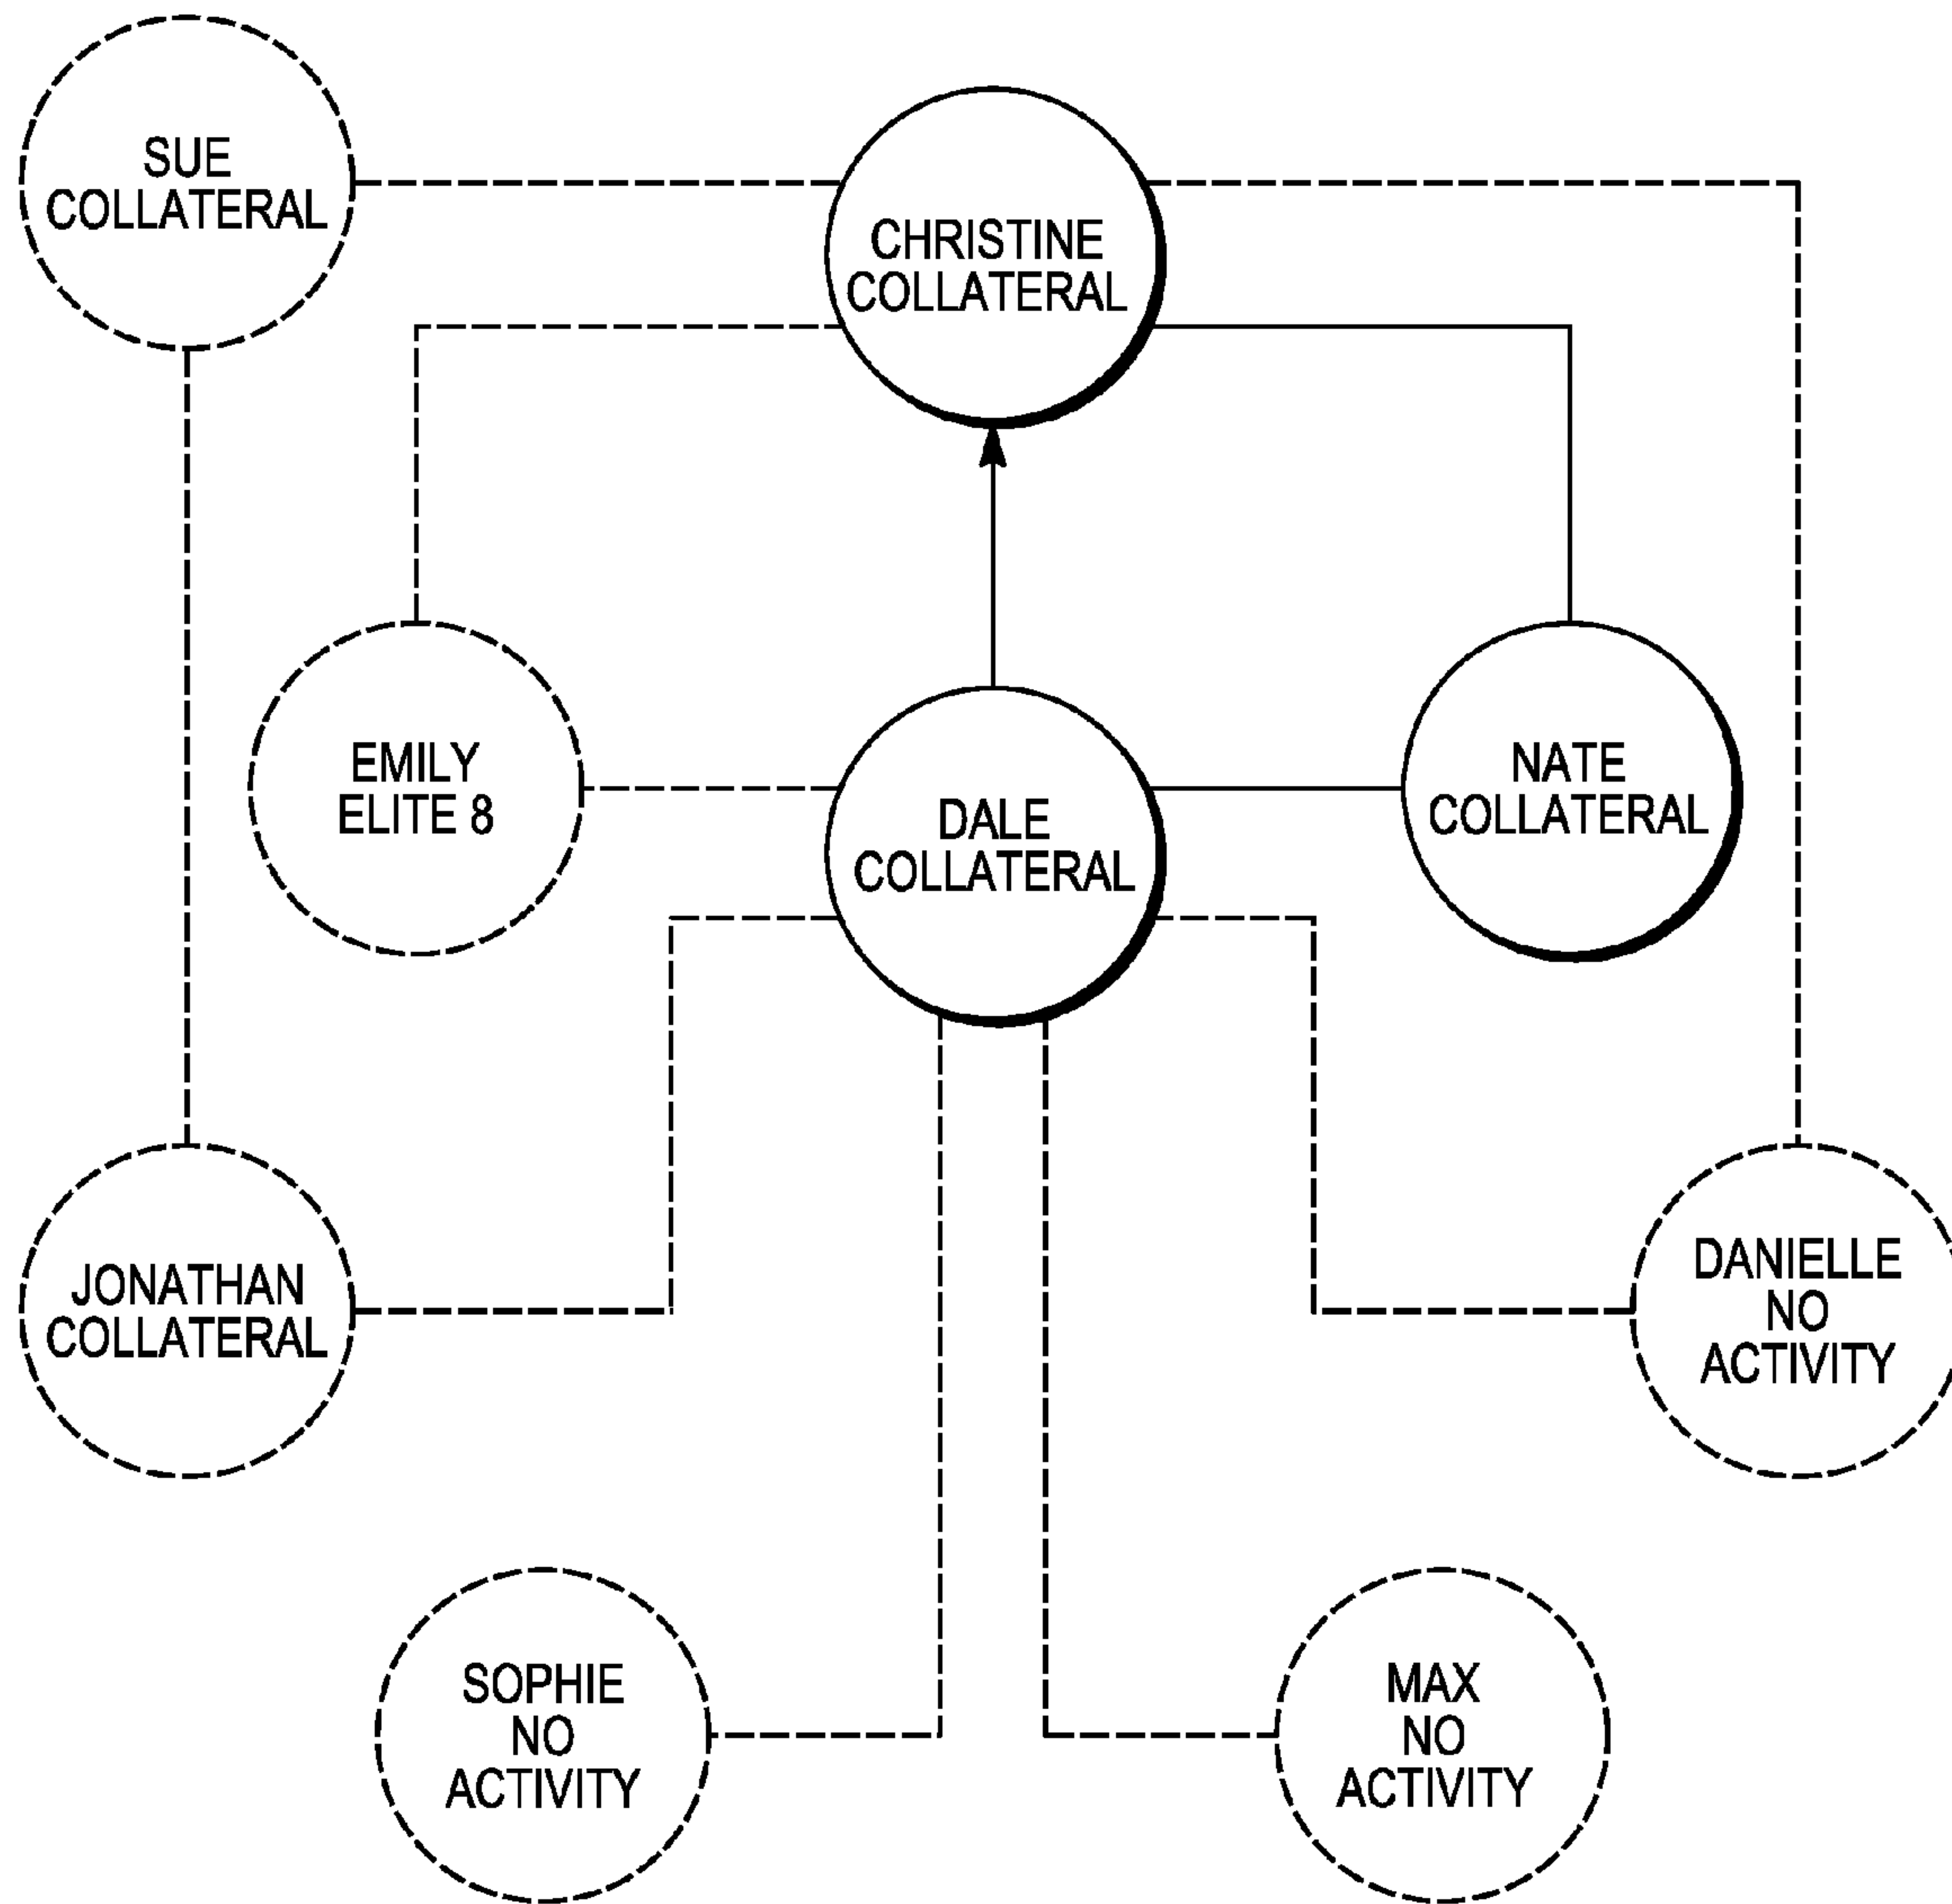 SUE
COLLATERAL
CHRISTINE
COLLATERAL
EMILY
ELITE 8
DALE
COLLATERAL
NATE
COLLATERAL
JONATHAN
COLLATERAL
DANIELLE
NO
ACTIVITY
SOPHIE
NO
ACTIVITY
MAX
NO
ACTIVITY